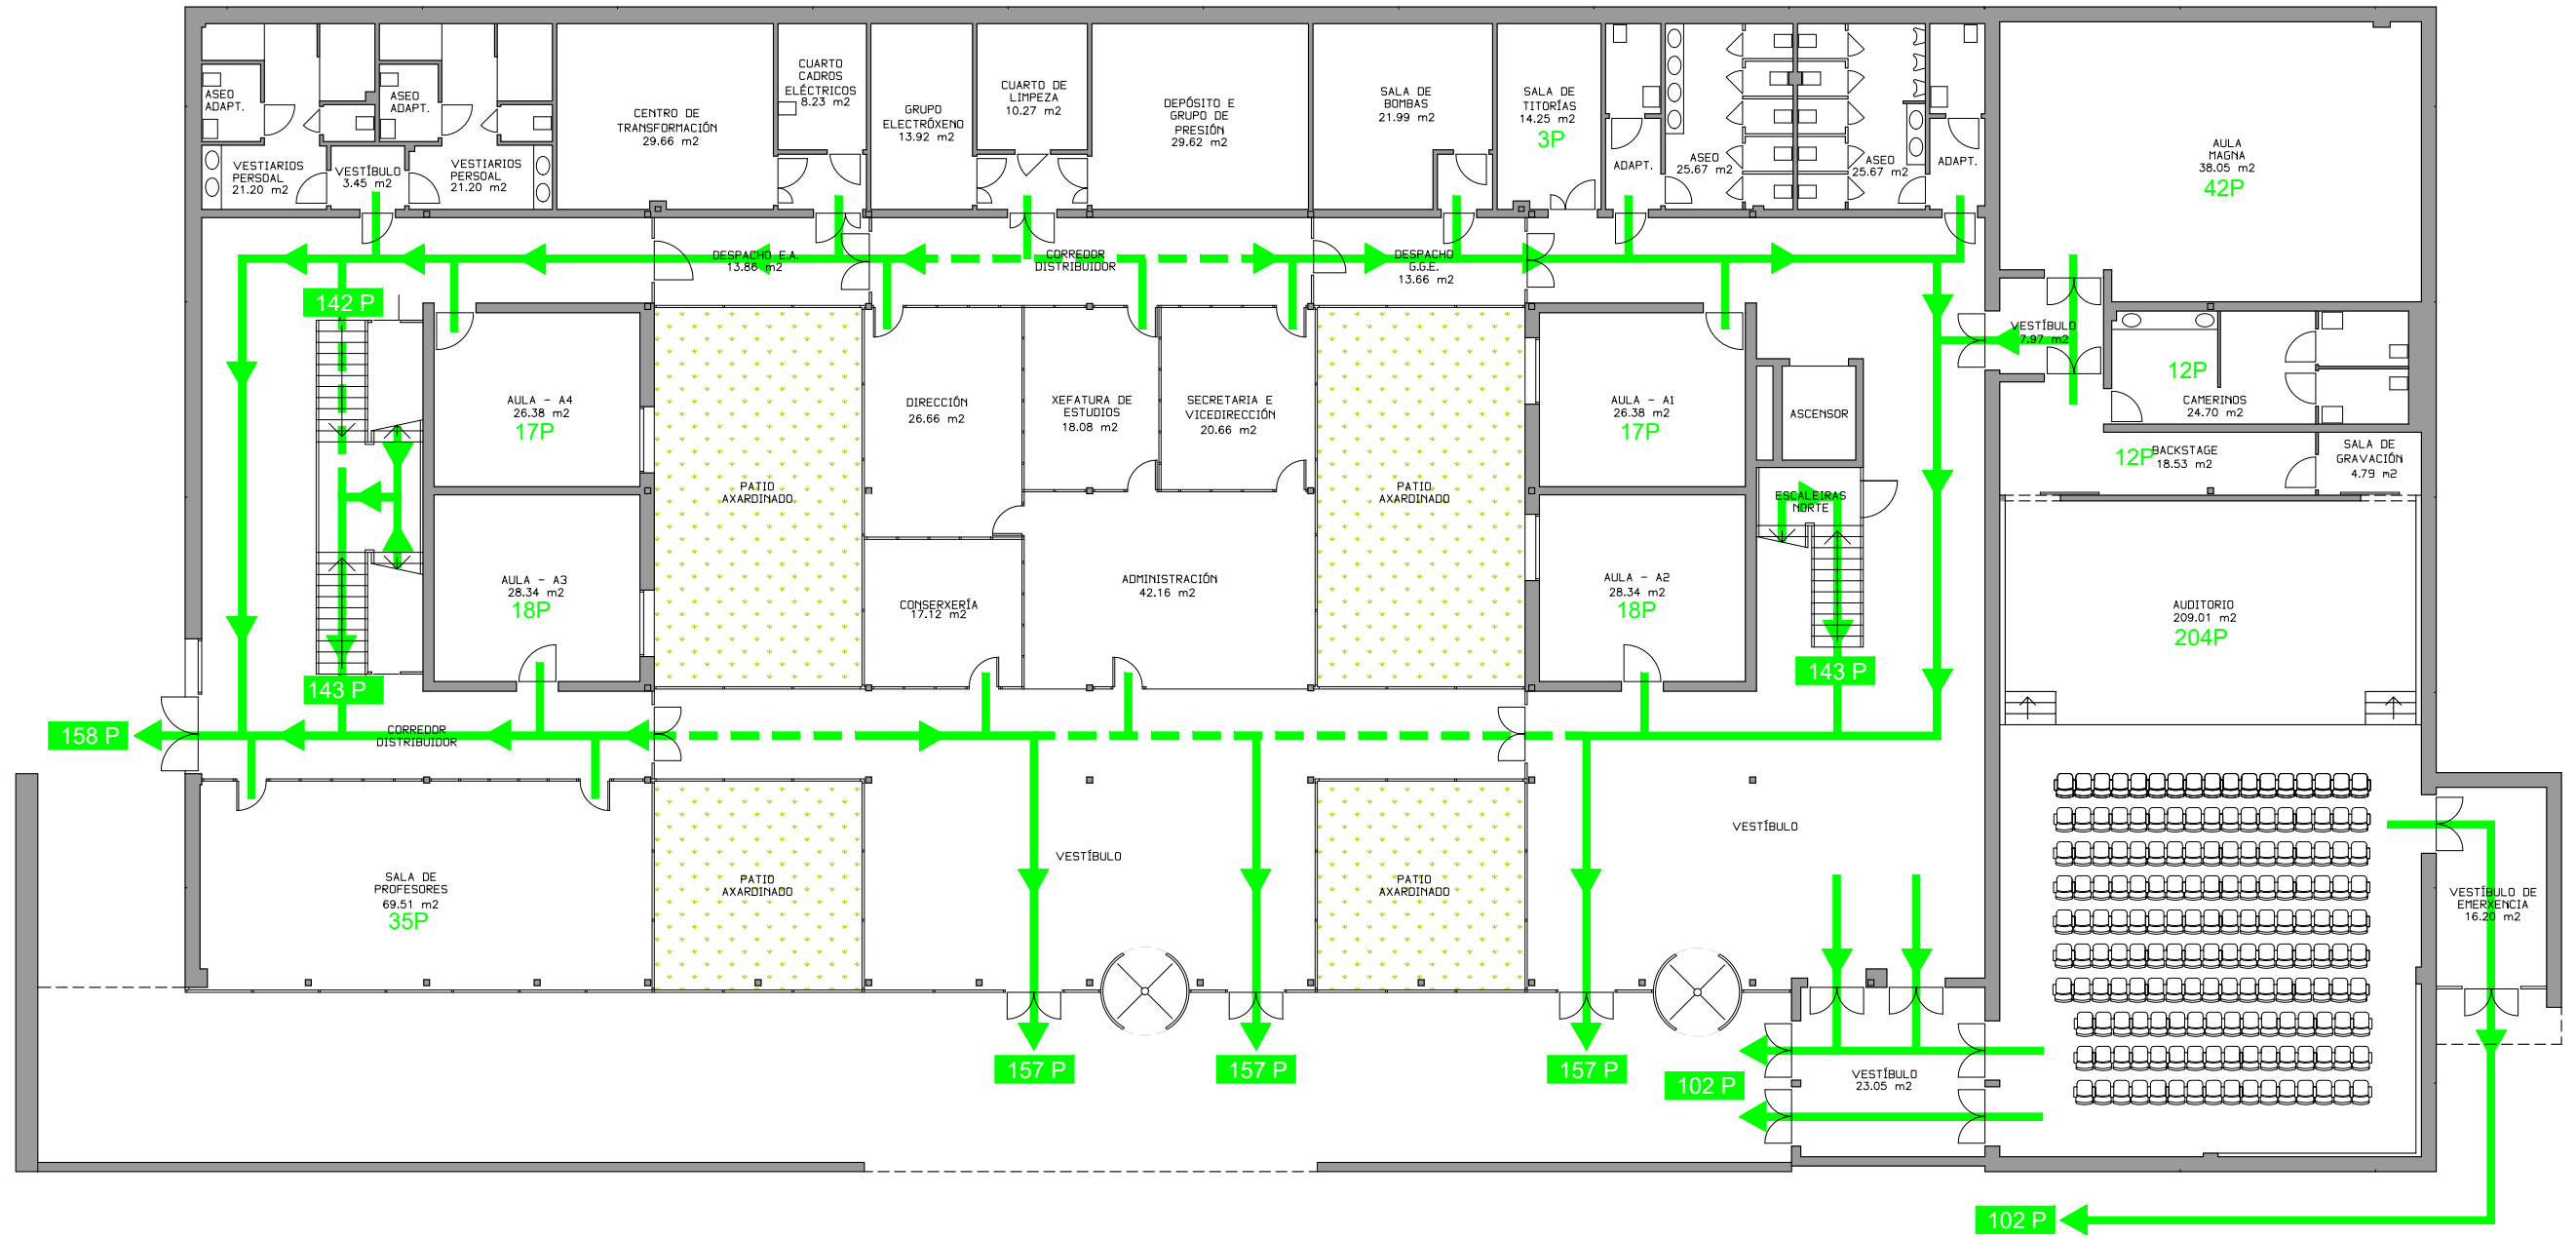 ASEO
ADAPT.
VESTIARIOS
PERSOAL
21.20 m2
VESTÍBULO
3.45 m2
ASEO
ADAPT.
VESTIARIOS
PERSOAL
21.20 m2
CENTRO DE
TRANSFORMACIÓN
29.66 m2
CUARTO
CADROS
ELÉCTRICOS
8.23 m2
GRUPO
ELECTRÓXENO
13.92 m2
CUARTO DE
LIMPEZA
10.27 m2
DEPÓSITO E
GRUPO DE
PRESIÓN
29.62 m2
SALA DE
BOMBAS
21.99 m2
SALA DE
TITORÍAS
14.25 m2
3P
ADAPT.
ASEO
25.67 m2
ASEO
25.67 m2
ADAPT.
AULA
MAGNA
38.05 m2
42P
DESPACHO E.A.
13.86 m2
CORREDOR
DISTRIBUIDOR
DESPACHO
G.G.E.
13.66 m2
142 P
VESTÍBULO
7.97 m2
12P
CAMERINOS
24.70 m2
AULA - A4
26.38 m2
17P
DIRECCIÓN
26.66 m2
XEFATURA DE
ESTUDIOS
18.08 m2
SECRETARIA E
VICEDIRECCIÓN
20.66 m2
AULA - A1
26.38 m2
17P
ASCENSOR
12P
BACKSTAGE
18.53 m2
SALA DE
GRAVACIÓN
4.79 m2
PATIO
AXARDINADO
PATIO
AXARDINADO
ESCALEIRAS
NORTE
AULA - A3
28.34 m2
18P
CONSERXERÍA
17.12 m2
ADMINISTRACIÓN
42.16 m2
AULA - A2
28.34 m2
18P
AUDITORIO
209.01 m2
204P
143 P
143 P
158 P
CORREDOR
DISTRIBUIDOR
SALA DE
PROFESORES
69.51 m2
35P
PATIO
AXARDINADO
VESTÍBULO
PATIO
AXARDINADO
VESTÍBULO
VESTÍBULO DE
EMERXENCIA
16.20 m2
157 P
157 P
157 P
102 P
VESTÍBULO
23.05 m2
102 P